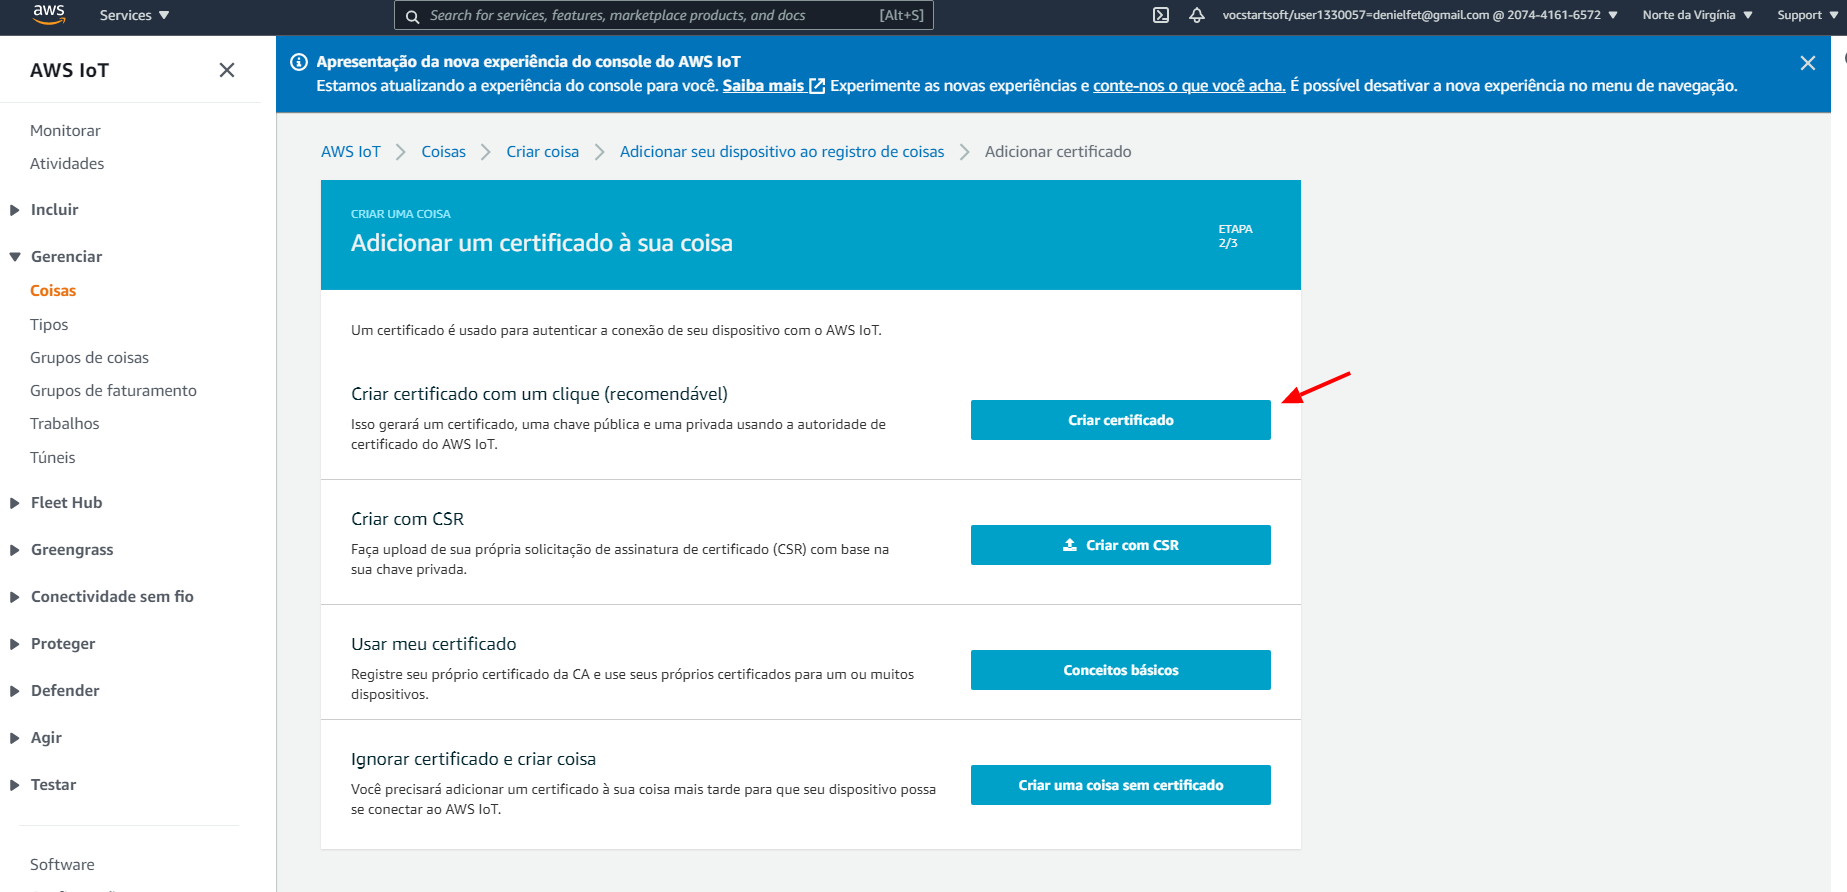 aws
Services
Search for services, features, marketplace products, and docs [Alt+S]
vocstartsoft/user1330057=denielfet@gmail.com @ 2074-4161-6572
Norte da Virgínia
Support
AWS IoT
Monitorar
Atividades
Incluir
Gerenciar
Coisas
Tipos
Grupos de coisas
Grupos de faturamento
Trabalhos
Túneis
Fleet Hub
Greengrass
Conectividade sem fio
Proteger
Defender
Agir
Testar
Software
Apresentação da nova experiência do console do AWS IoT
Estamos atualizando a experiência do console para você. Saiba mais Experimente as novas experiências e conte-nos o que você acha. É possível desativar a nova experiência no menu de navegação.
AWS IoT Coisas Criar coisa Adicionar seu dispositivo ao registro de coisas Adicionar certificado
CRIAR UMA COISA
Adicionar um certificado à sua coisa
ETAPA
2/3
Um certificado é usado para autenticar a conexão de seu dispositivo com o AWS IoT.
Criar certificado com um clique (recomendável)
Isso gerará um certificado, uma chave pública e uma privada usando a autoridade de
certificado do AWS IoT.
Criar certificado
Criar com CSR
Faça upload de sua própria solicitação de assinatura de certificado (CSR) com base na
sua chave privada.
Criar com CSR
Usar meu certificado
Registre seu próprio certificado da CA e use seus próprios certificados para um ou muitos
dispositivos.
Conceitos básicos
Ignorar certificado e criar coisa
Você precisará adicionar um certificado à sua coisa mais tarde para que seu dispositivo possa
se conectar ao AWS IoT.
Criar uma coisa sem certificado